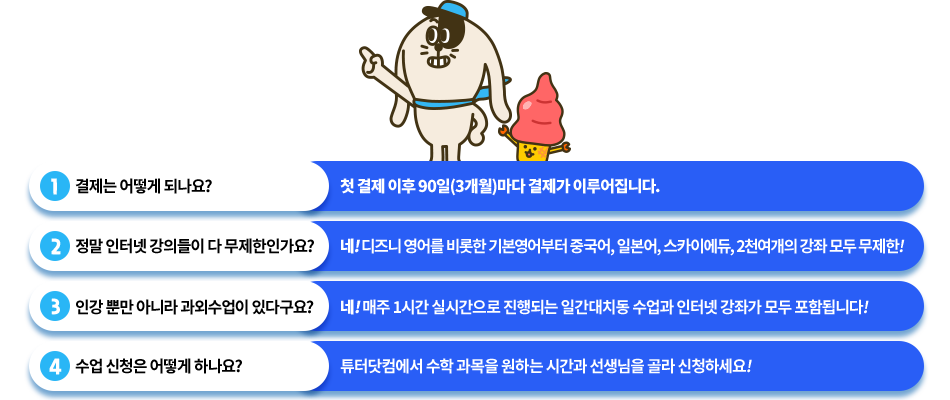 1 결제는 어떻게 되나요? 첫 결제 이후 90일(3개월)마다 결제가 이루어집니다.
2 정말 인터넷 강의들이 다 무제한인가요? 네! 디즈니 영어를 비롯한 기본영어부터 중국어, 일본어, 스카이에듀, 2천여개의 강좌 모두 무제한!
3 인강 뿐만 아니라 과외수업이 있다구요? 네! 매주 1시간 실시간으로 진행되는 일간대치동 수업과 인터넷 강좌가 모두 포함됩니다!
4 수업 신청은 어떻게 하나요? 튜터닷컴에서 수학 과목을 원하는 시간과 선생님을 골라 신청하세요!